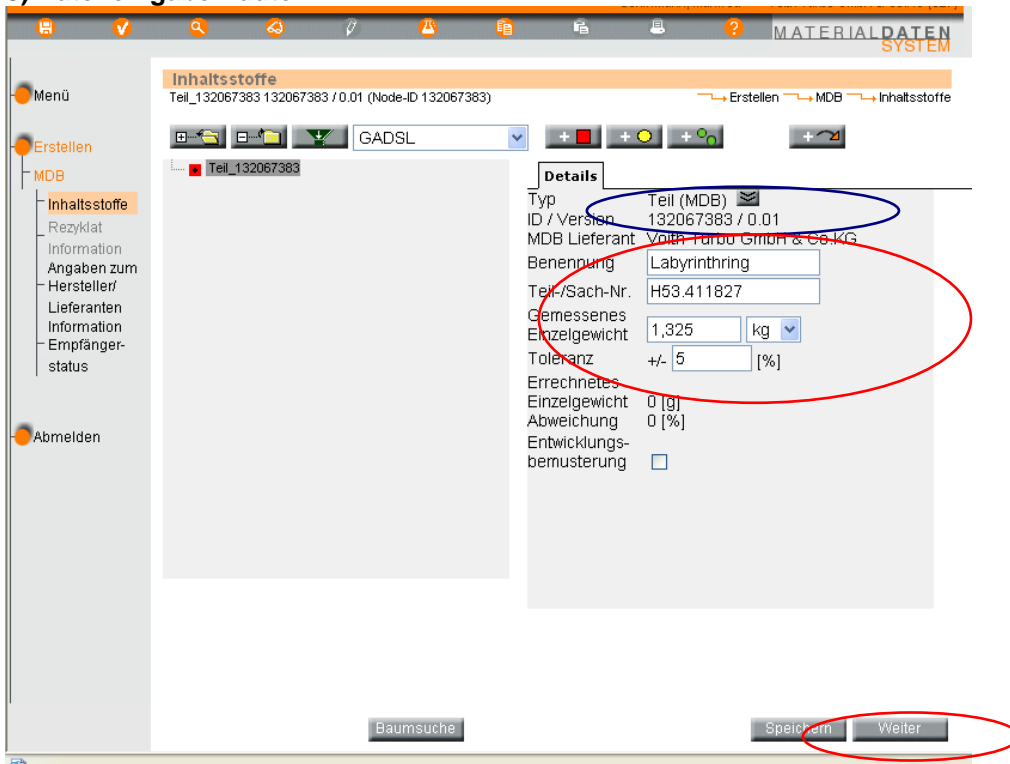 MATERIALDATEN
SYSTEM
Menü
Erstellen
MDB
Inhaltsstoffe
Rezyklat
Information
Angaben zum
Hersteller/
Lieferanten
Information
Empfänger-
status
Abmelden
Inhaltsstoffe
Teil_132067383 132067383 / 0.01 (Node-ID 132067383)
Erstellen MDB Inhaltsstoffe
GADSL
Teil_132067383
Details
Typ Teil (MDB)
ID / Version 132067383 / 0.01
MDB Lieferant Voith Turbo GmbH & Co.KG
Benennung Labyrinthring
Teil-/Sach-Nr. H53.411827
Gemessenes
Einzelgewicht 1,325 kg
Toleranz +/- 5 [%]
Errechnetes
Einzelgewicht 0 [g]
Abweichung 0 [%]
Entwicklungs-
bemusterung
Baumsuche Speichern Weiter